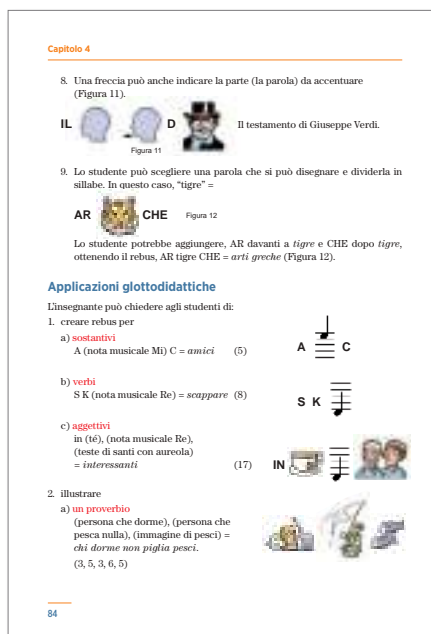 Capitolo 4
8. Una freccia può anche indicare la parte (la parola) da accentuare
(Figura 11).
IL D Il testamento di Giuseppe Verdi.
Figura 11
9. Lo studente può scegliere una parola che si può disegnare e dividerla in
sillabe. In questo caso, "tigre" =
AR CHE Figura 12
Lo studente potrebbe aggiungere, AR davanti a tigre e CHE dopo tigre,
ottenendo il rebus, AR tigre CHE = arti greche (Figura 12).
Applicazioni glottodidattiche
L'insegnante può chiedere agli studenti di:
1. creare rebus per
a) sostantivi
A (nota musicale Mi) C = amici (5)
A C
b) verbi
S K (nota musicale Re) = scappare (8)
S K
c) aggettivi
in (té), (nota musicale Re),
(teste di santi con aureola)
= interessanti (17)
IN
2. illustrare
a) un proverbio
(persona che dorme), (persona che
pesca nulla), (immagine di pesci) =
chi dorme non piglia pesci.
(3, 5, 3, 6, 5)
84